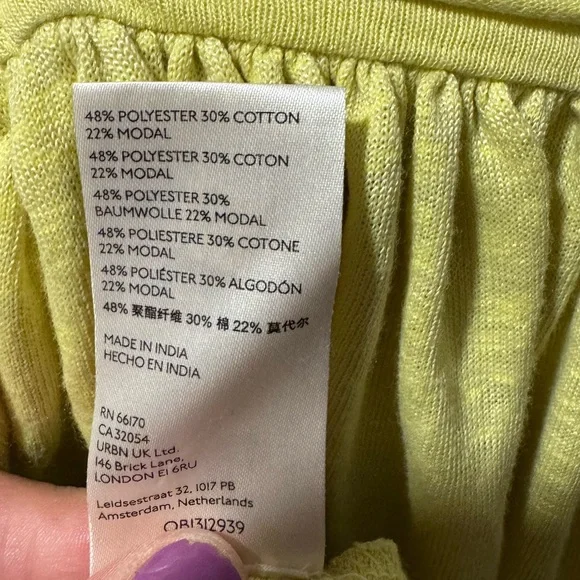 48% POLYESTER 30% COTTON
22% MODAL
48% POLYESTER 30% COTON
22% MODAL
48% POLYESTER 30%
BAUMWOLLE 22% MODAL
48% POLIESTERE 30% COTONE
22% MODAL
48% POLIÉSTER 30% ALGODÓN
22% MODAL
48% 聚酯纤维 30% 棉 22% 莫代尔
MADE IN INDIA
HECHO EN INDIA
RN 66170
CA 32054
URBN UK Ltd.
146 Brick Lane,
LONDON E1 6RU
Leidsestraat 32, 1017 PB
Amsterdam, Netherlands
OB1312939